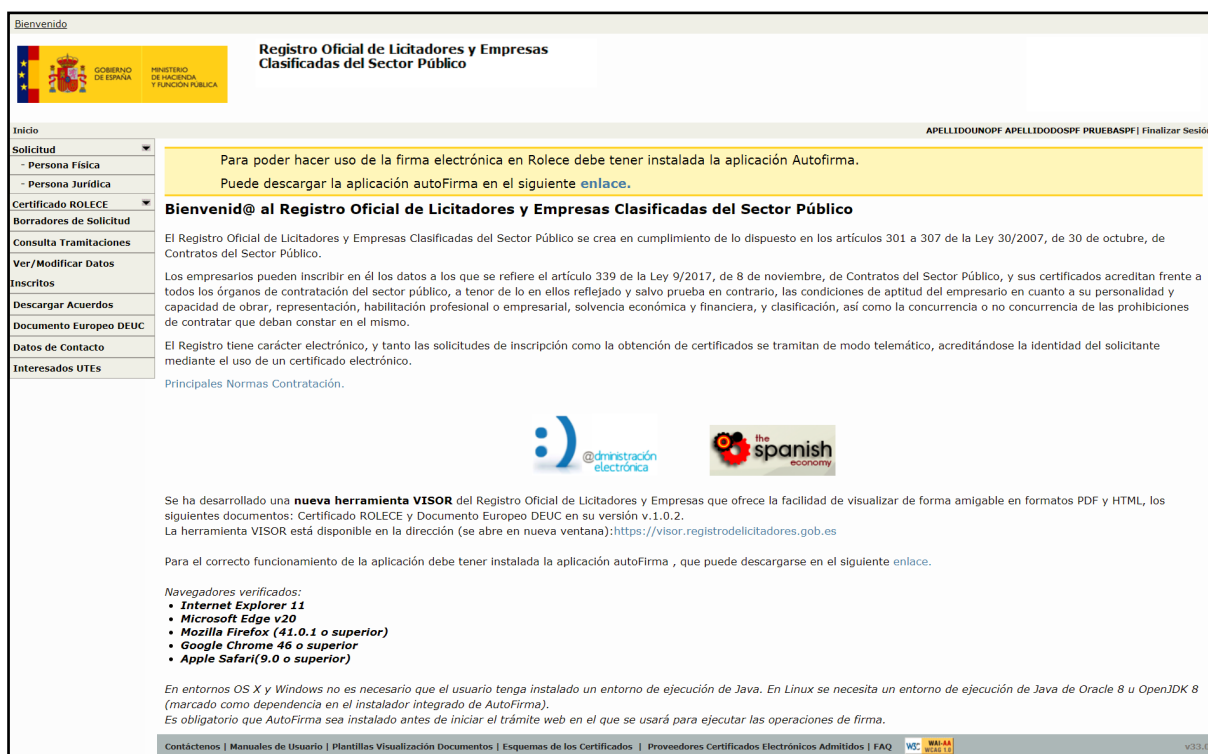 Bienvenido
GOBIERNO
DE ESPAÑA
MINISTERIO
DE HACIENDA
Y FUNCIÓN PÚBLICA
Registro Oficial de Licitadores y Empresas
Clasificadas del Sector Público
Inicio
APELLIDOUNOPF APELLIDODOSPF PRUEBASPF| Finalizar Sesión
Solicitud
- Persona Física
- Persona Jurídica
Certificado ROLECE
Borradores de Solicitud
Consulta Tramitaciones
Ver/Modificar Datos
Inscritos
Descargar Acuerdos
Documento Europeo DEUC
Datos de Contacto
Interesados UTEs
Para poder hacer uso de la firma electrónica en Rolece debe tener instalada la aplicación Autofirma.
Puede descargar la aplicación autoFirma en el siguiente enlace.
Bienvenid@ al Registro Oficial de Licitadores y Empresas Clasificadas del Sector Público
El Registro Oficial de Licitadores y Empresas Clasificadas del Sector Público se crea en cumplimiento de lo dispuesto en los artículos 301 a 307 de la Ley 30/2007, de 30 de octubre, de
Contratos del Sector Público.
Los empresarios pueden inscribir en él los datos a los que se refiere el artículo 339 de la Ley 9/2017, de 8 de noviembre, de Contratos del Sector Público, y sus certificados acreditan frente a
todos los órganos de contratación del sector público, a tenor de lo en ellos reflejado y salvo prueba en contrario, las condiciones de aptitud del empresario en cuanto a su personalidad y
capacidad de obrar, representación, habilitación profesional o empresarial, solvencia económica y financiera, y clasificación, así como la concurrencia o no concurrencia de las prohibiciones
de contratar que deban constar en el mismo.
El Registro tiene carácter electrónico, y tanto las solicitudes de inscripción como la obtención de certificados se tramitan de modo telemático, acreditándose la identidad del solicitante
mediante el uso de un certificado electrónico.
Principales Normas Contratación.
@dministración
electrónica
the
spanish
economy
Se ha desarrollado una nueva herramienta VISOR del Registro Oficial de Licitadores y Empresas que ofrece la facilidad de visualizar de forma amigable en formatos PDF y HTML, los
siguientes documentos: Certificado ROLECE y Documento Europeo DEUC en su versión v.1.0.2.
La herramienta VISOR está disponible en la dirección (se abre en nueva ventana):https://visor.registrodelicitadores.gob.es
Para el correcto funcionamiento de la aplicación debe tener instalada la aplicación autoFirma , que puede descargarse en el siguiente enlace.
Navegadores verificados:
• Internet Explorer 11
• Microsoft Edge v20
• Mozilla Firefox (41.0.1 o superior)
• Google Chrome 46 o superior
• Apple Safari(9.0 o superior)
En entornos OS X y Windows no es necesario que el usuario tenga instalado un entorno de ejecución de Java. En Linux se necesita un entorno de ejecución de Java de Oracle 8 u OpenJDK 8
(marcado como dependencia en el instalador integrado de AutoFirma).
Es obligatorio que AutoFirma sea instalado antes de iniciar el trámite web en el que se usará para ejecutar las operaciones de firma.
Contáctenos | Manuales de Usuario | Plantillas Visualización Documentos | Esquemas de los Certificados | Proveedores Certificados Electrónicos Admitidos | FAQ W3C WAI-AA WCAG 1.0